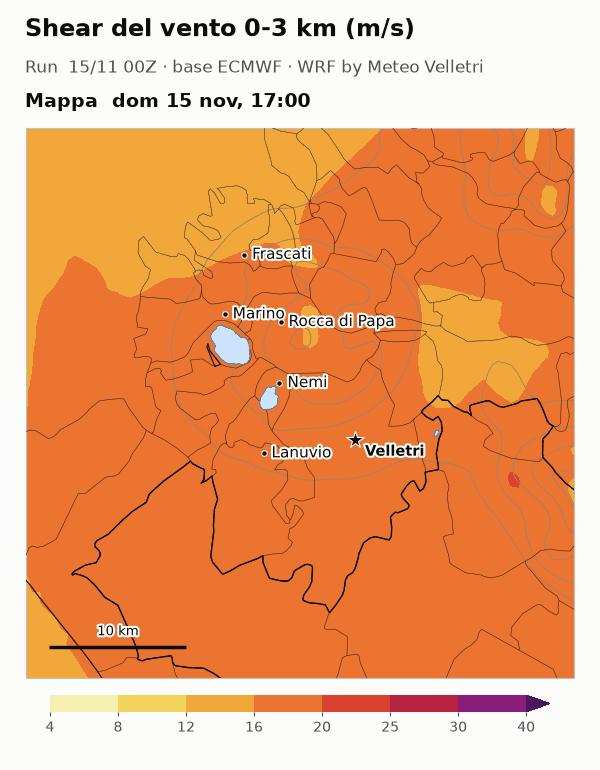 Shear del vento 0-3 km (m/s)
Run  15/11 00Z · base ECMWF · WRF by Meteo Velletri
Mappa  dom 15 nov, 17:00
Frascati
Marino
Rocca di Papa
Nemi
Velletri
Lanuvio
10 km
4 8 12 16 20 25 30 40